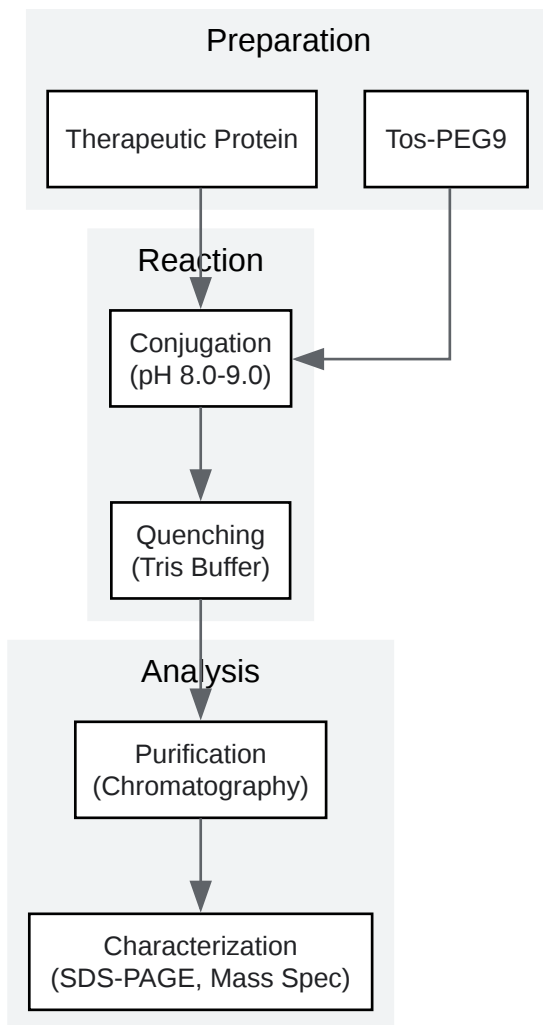 Preparation
Therapeutic Protein
Tos-PEG9
Reaction
Conjugation
(pH 8.0-9.0)
Quenching
(Tris Buffer)
Analysis
Purification
(Chromatography)
Characterization
(SDS-PAGE, Mass Spec)